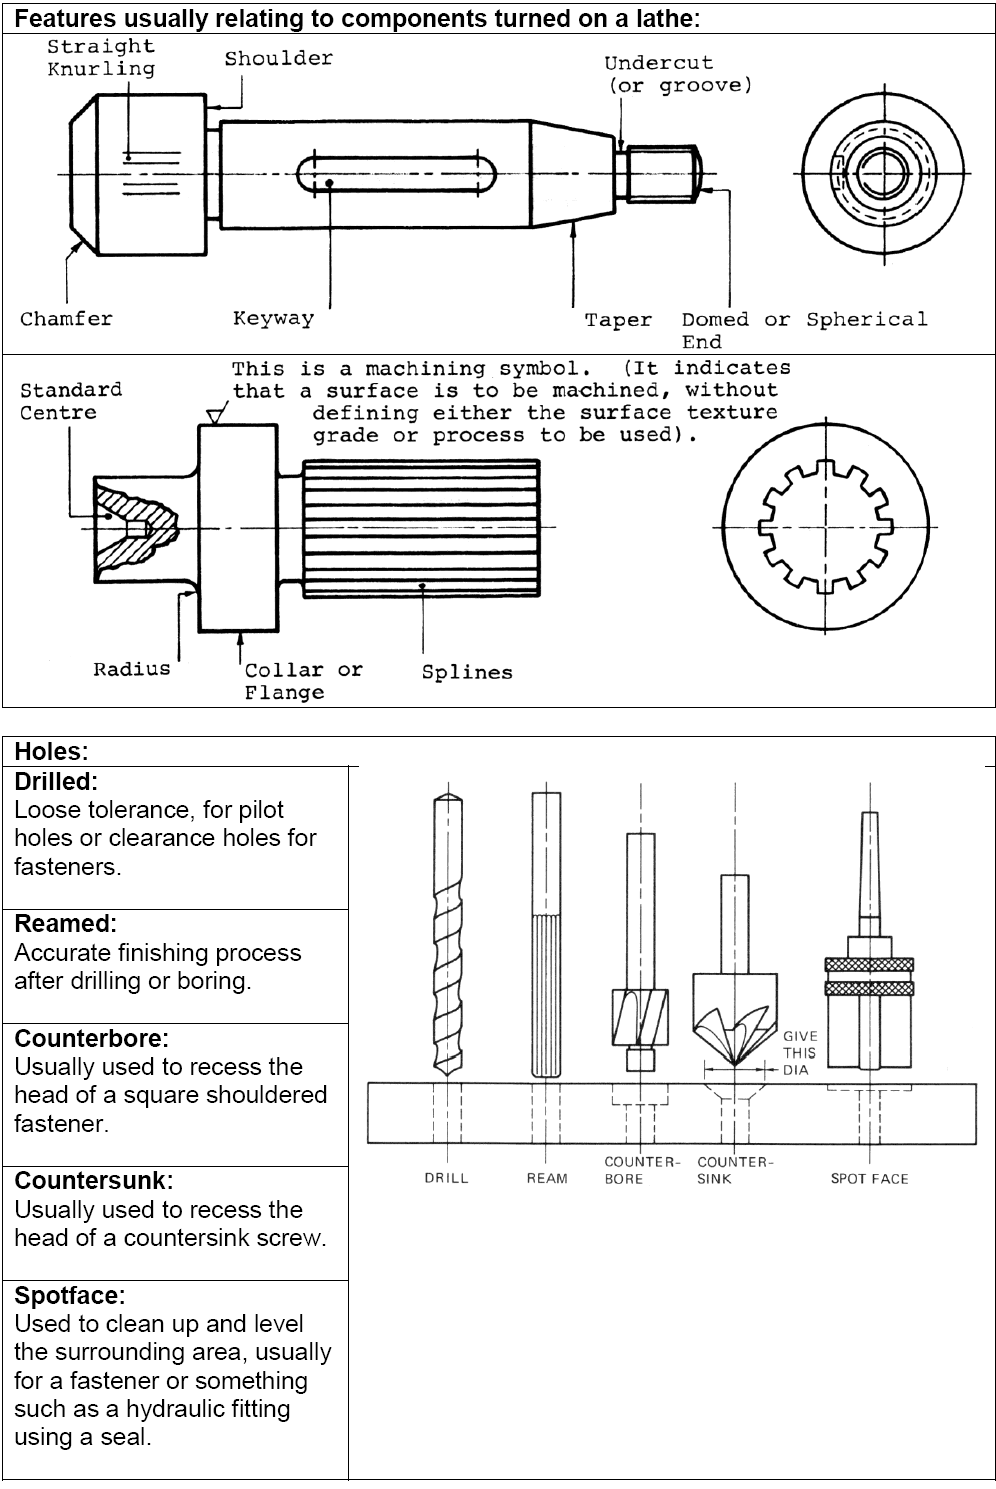 Features usually relating to components turned on a lathe:
Straight
Knurling
Shoulder
Undercut
(or groove)
Chamfer
Keyway
Taper
Domed or Spherical
End
This is a machining symbol. (It indicates
that a surface is to be machined, without
defining either the surface texture
grade or process to be used).
Standard
Centre
Radius
Collar or
Flange
Splines
Holes:
Drilled:
Loose tolerance, for pilot
holes or clearance holes for
fasteners.
Reamed:
Accurate finishing process
after drilling or boring.
Counterbore:
Usually used to recess the
head of a square shouldered
fastener.
Countersunk:
Usually used to recess the
head of a countersink screw.
Spotface:
Used to clean up and level
the surrounding area, usually
for a fastener or something
such as a hydraulic fitting
using a seal.
GIVE
THIS
DIA
DRILL
REAM
COUNTER-
BORE
COUNTER-
SINK
SPOT FACE